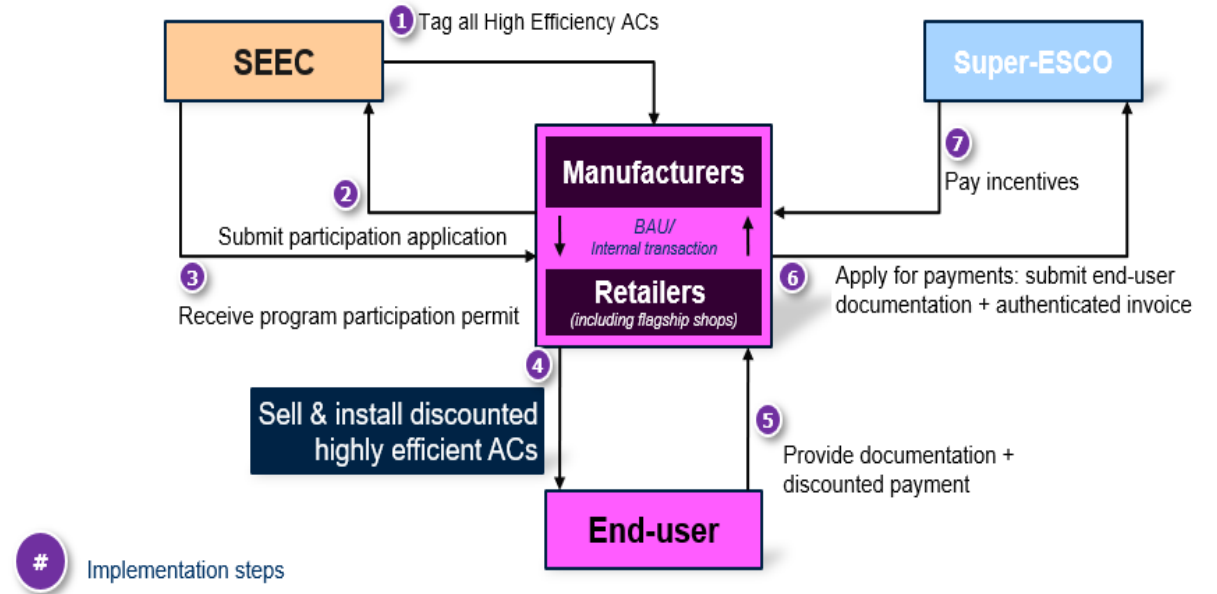 1 Tag all High Efficiency ACs
SEEC
Super-ESCO
Manufacturers
7
Pay incentives
2
Submit participation application
BAU/
Internal transaction
3
Receive program participation permit
Retailers
(including flagship shops)
6 Apply for payments: submit end-user
documentation + authenticated invoice
4
Sell & install discounted
highly efficient ACs
5
Provide documentation +
discounted payment
End-user
# Implementation steps